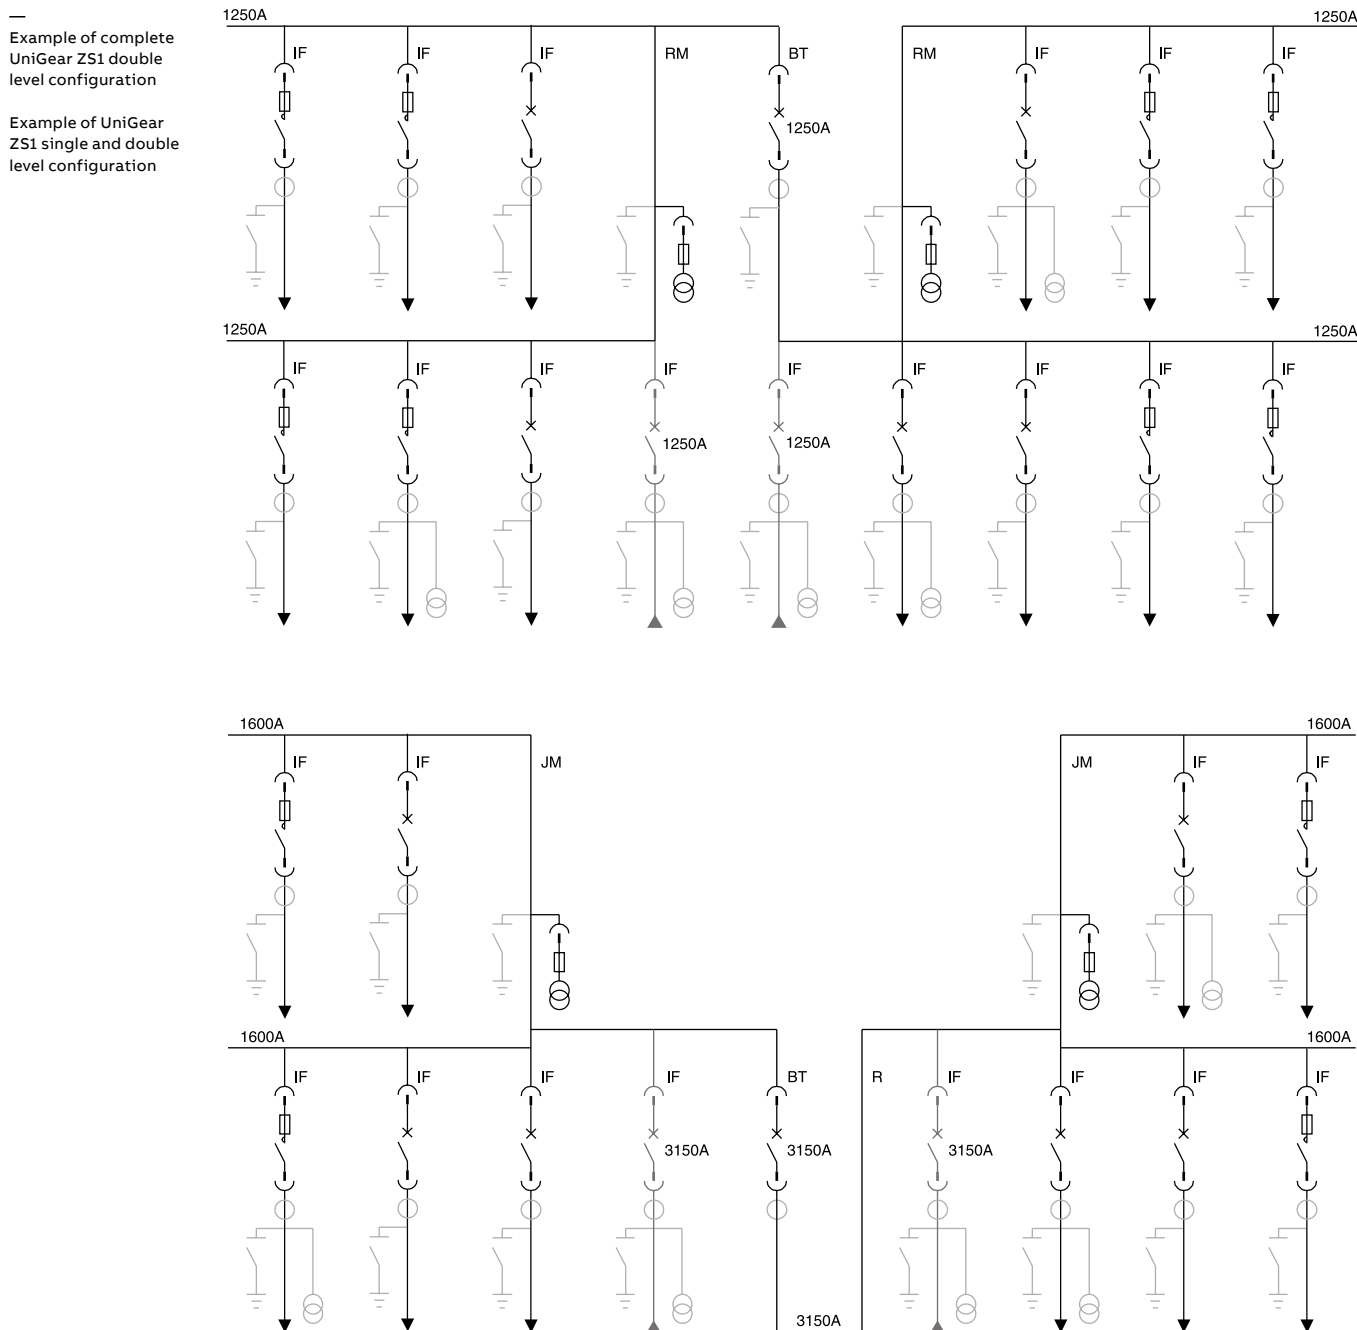 —
Example of complete
UniGear ZS1 double
level configuration
Example of UniGear
ZS1 single and double
level configuration
1250A
1250A
IF
IF
IF
RM
BT
RM
IF
IF
IF
1250A
1250A
1250A
IF
IF
IF
IF
IF
IF
IF
IF
IF
1250A
1250A
1600A
1600A
IF
IF
JM
JM
IF
IF
1600A
1600A
IF
IF
IF
IF
BT
R
IF
IF
IF
IF
3150A
3150A
3150A
3150A